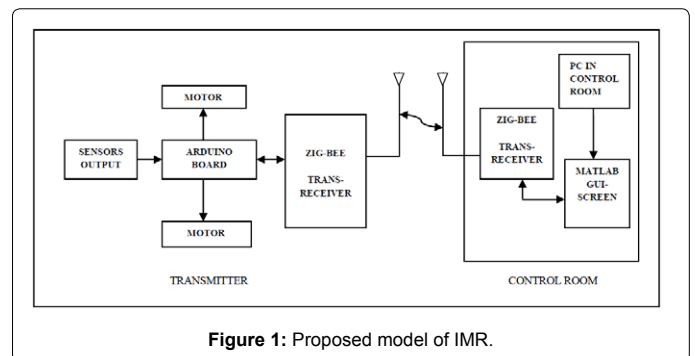 MOTOR
SENSORS
OUTPUT
ARDUINO
BOARD
MOTOR
ZIG-BEE
TRANS-
RECEIVER
TRANSMITTER
ZIG-BEE
TRANS-
RECEIVER
PC IN
CONTROL
ROOM
MATLAB
GUI-
SCREEN
CONTROL ROOM
Figure 1: Proposed model of IMR.